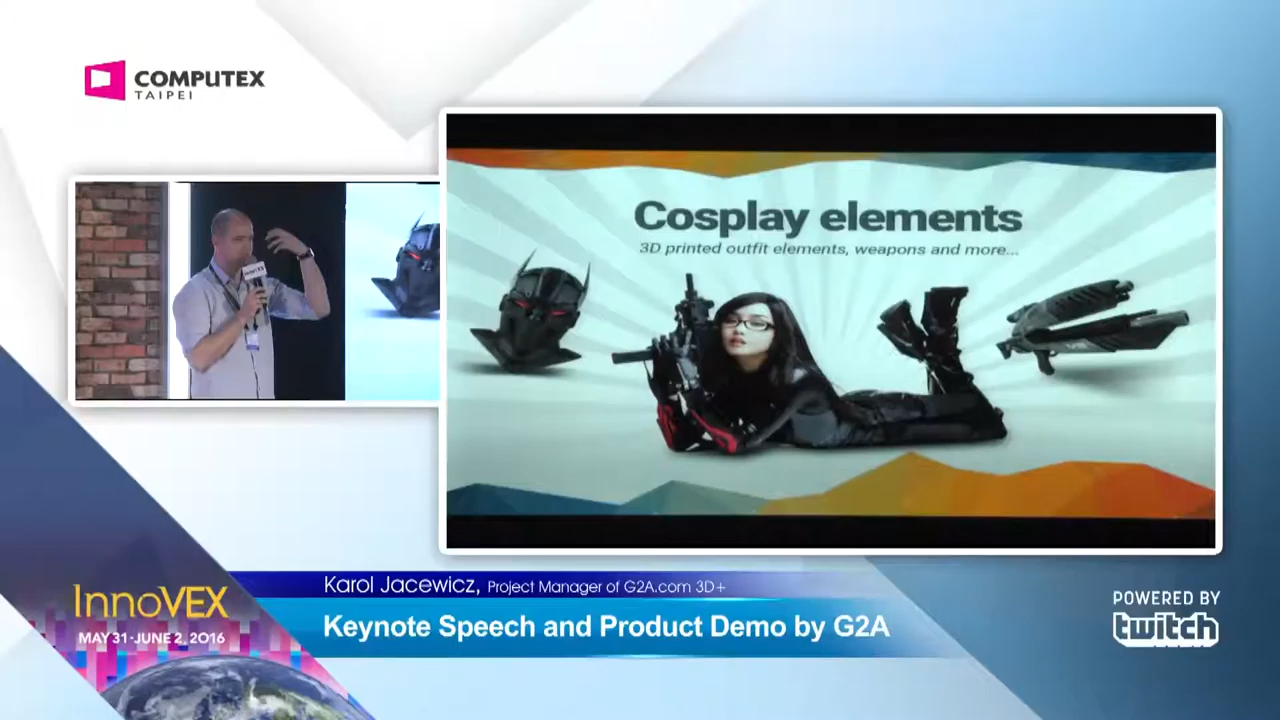 COMPUTEX
TAIPEI
Cosplay elements
3D printed outfit elements, weapons and more...
InnoVEX
Karol Jacewicz, Project Manager of G2A.com 3D+
Keynote Speech and Product Demo by G2A
InnoVEX
MAY 31 - JUNE 2, 2016
POWERED BY
twitch